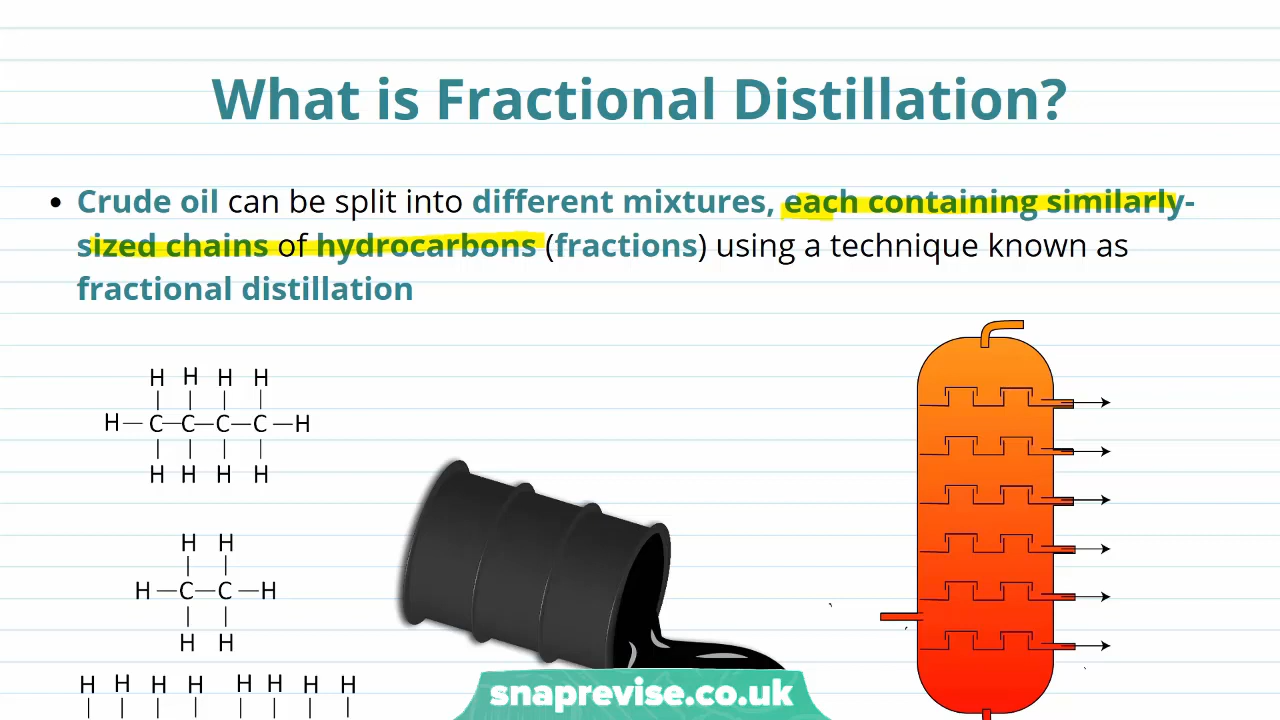 What is Fractional Distillation?
• Crude oil can be split into different mixtures, each containing similarly-
sized chains of hydrocarbons (fractions) using a technique known as
fractional distillation
H H H H
H—C—C—C—C—H
H H H H
H H
H—C—C—H
H H
H H H H H H H H
snaprevise.co.uk